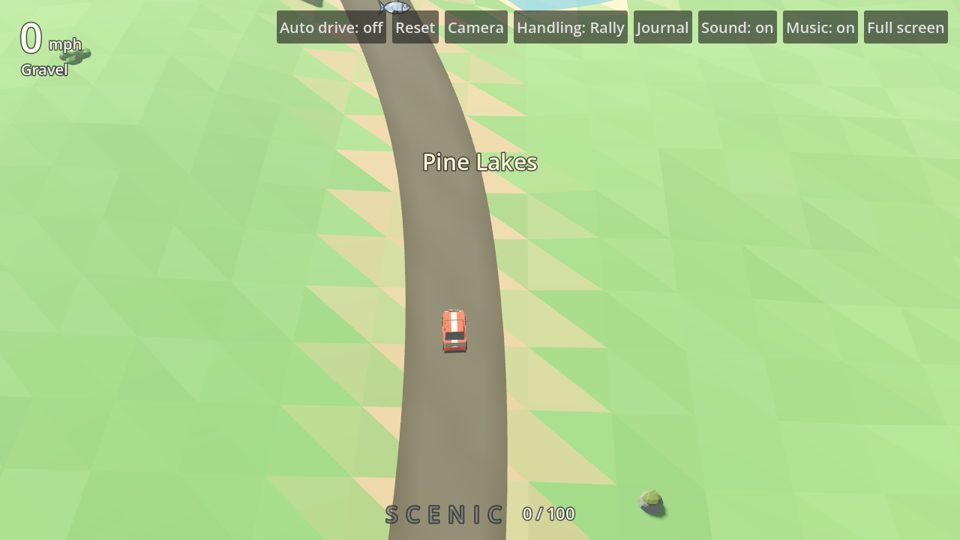 0 mph
Gravel
Auto drive: off
Reset
Camera
Handling: Rally
Journal
Sound: on
Music: on
Full screen
Pine Lakes
SCENIC 0 / 100